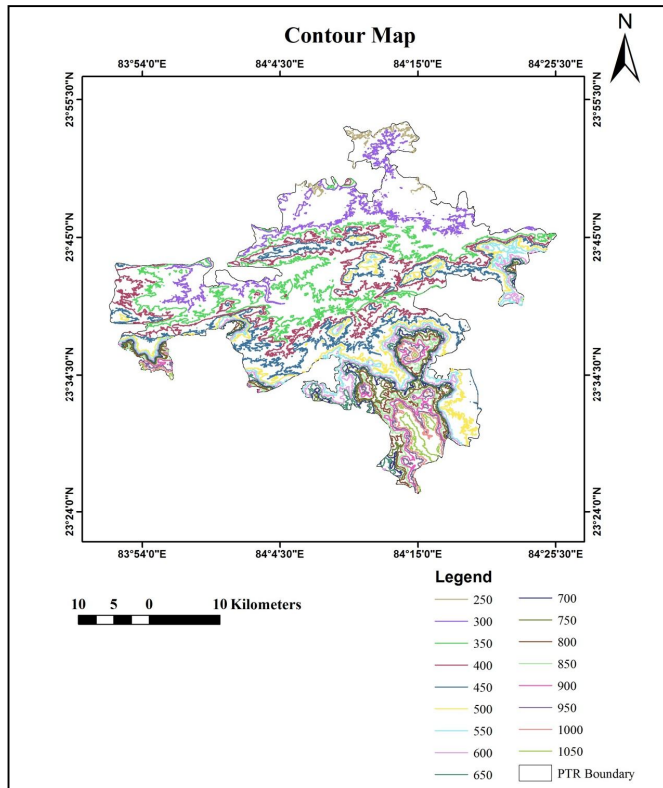 N
Contour Map
83°54'0"E 84°4'30"E 84°15'0"E 84°25'30"E
23°55'30"N 23°55'30"N
23°45'0"N 23°45'0"N
23°34'30"N 23°34'30"N
23°24'0"N 23°24'0"N
83°54'0"E 84°4'30"E 84°15'0"E 84°25'30"E
10 5 0 10 Kilometers
Legend
250 700
300 750
350 800
400 850
450 900
500 950
550 1000
600 1050
650 PTR Boundary